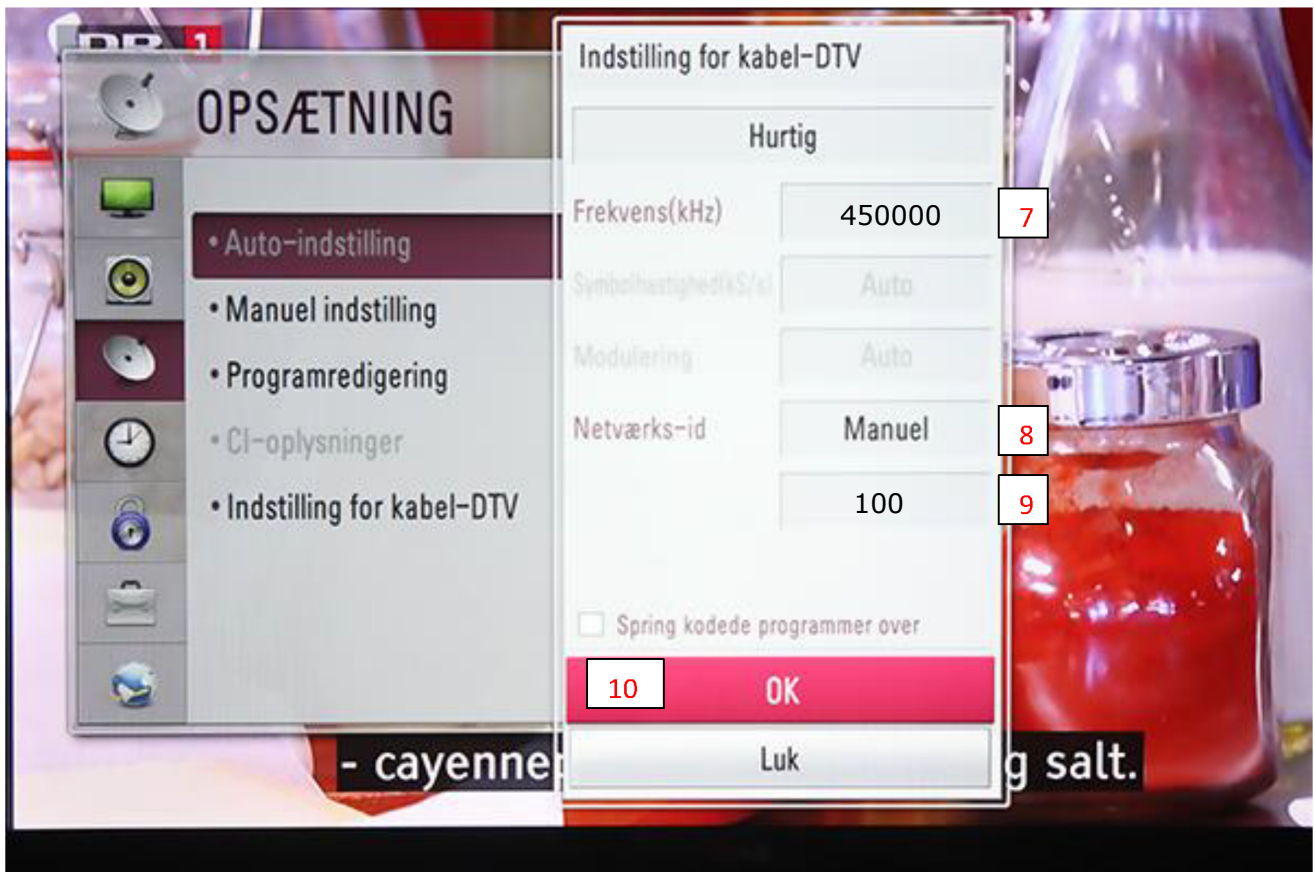 DR 1
OPSÆTNING
• Auto-indstilling
• Manuel indstilling
• Programredigering
• CI-oplysninger
• Indstilling for kabel-DTV
Indstilling for kabel-DTV
Hurtig
Frekvens(kHz) 450000 7
Symbolhastighed(kS/s) Auto
Modulering Auto
Netværks-id Manuel 8
100 9
Spring kodede programmer over
10 OK
Luk
- cayenne
g salt.